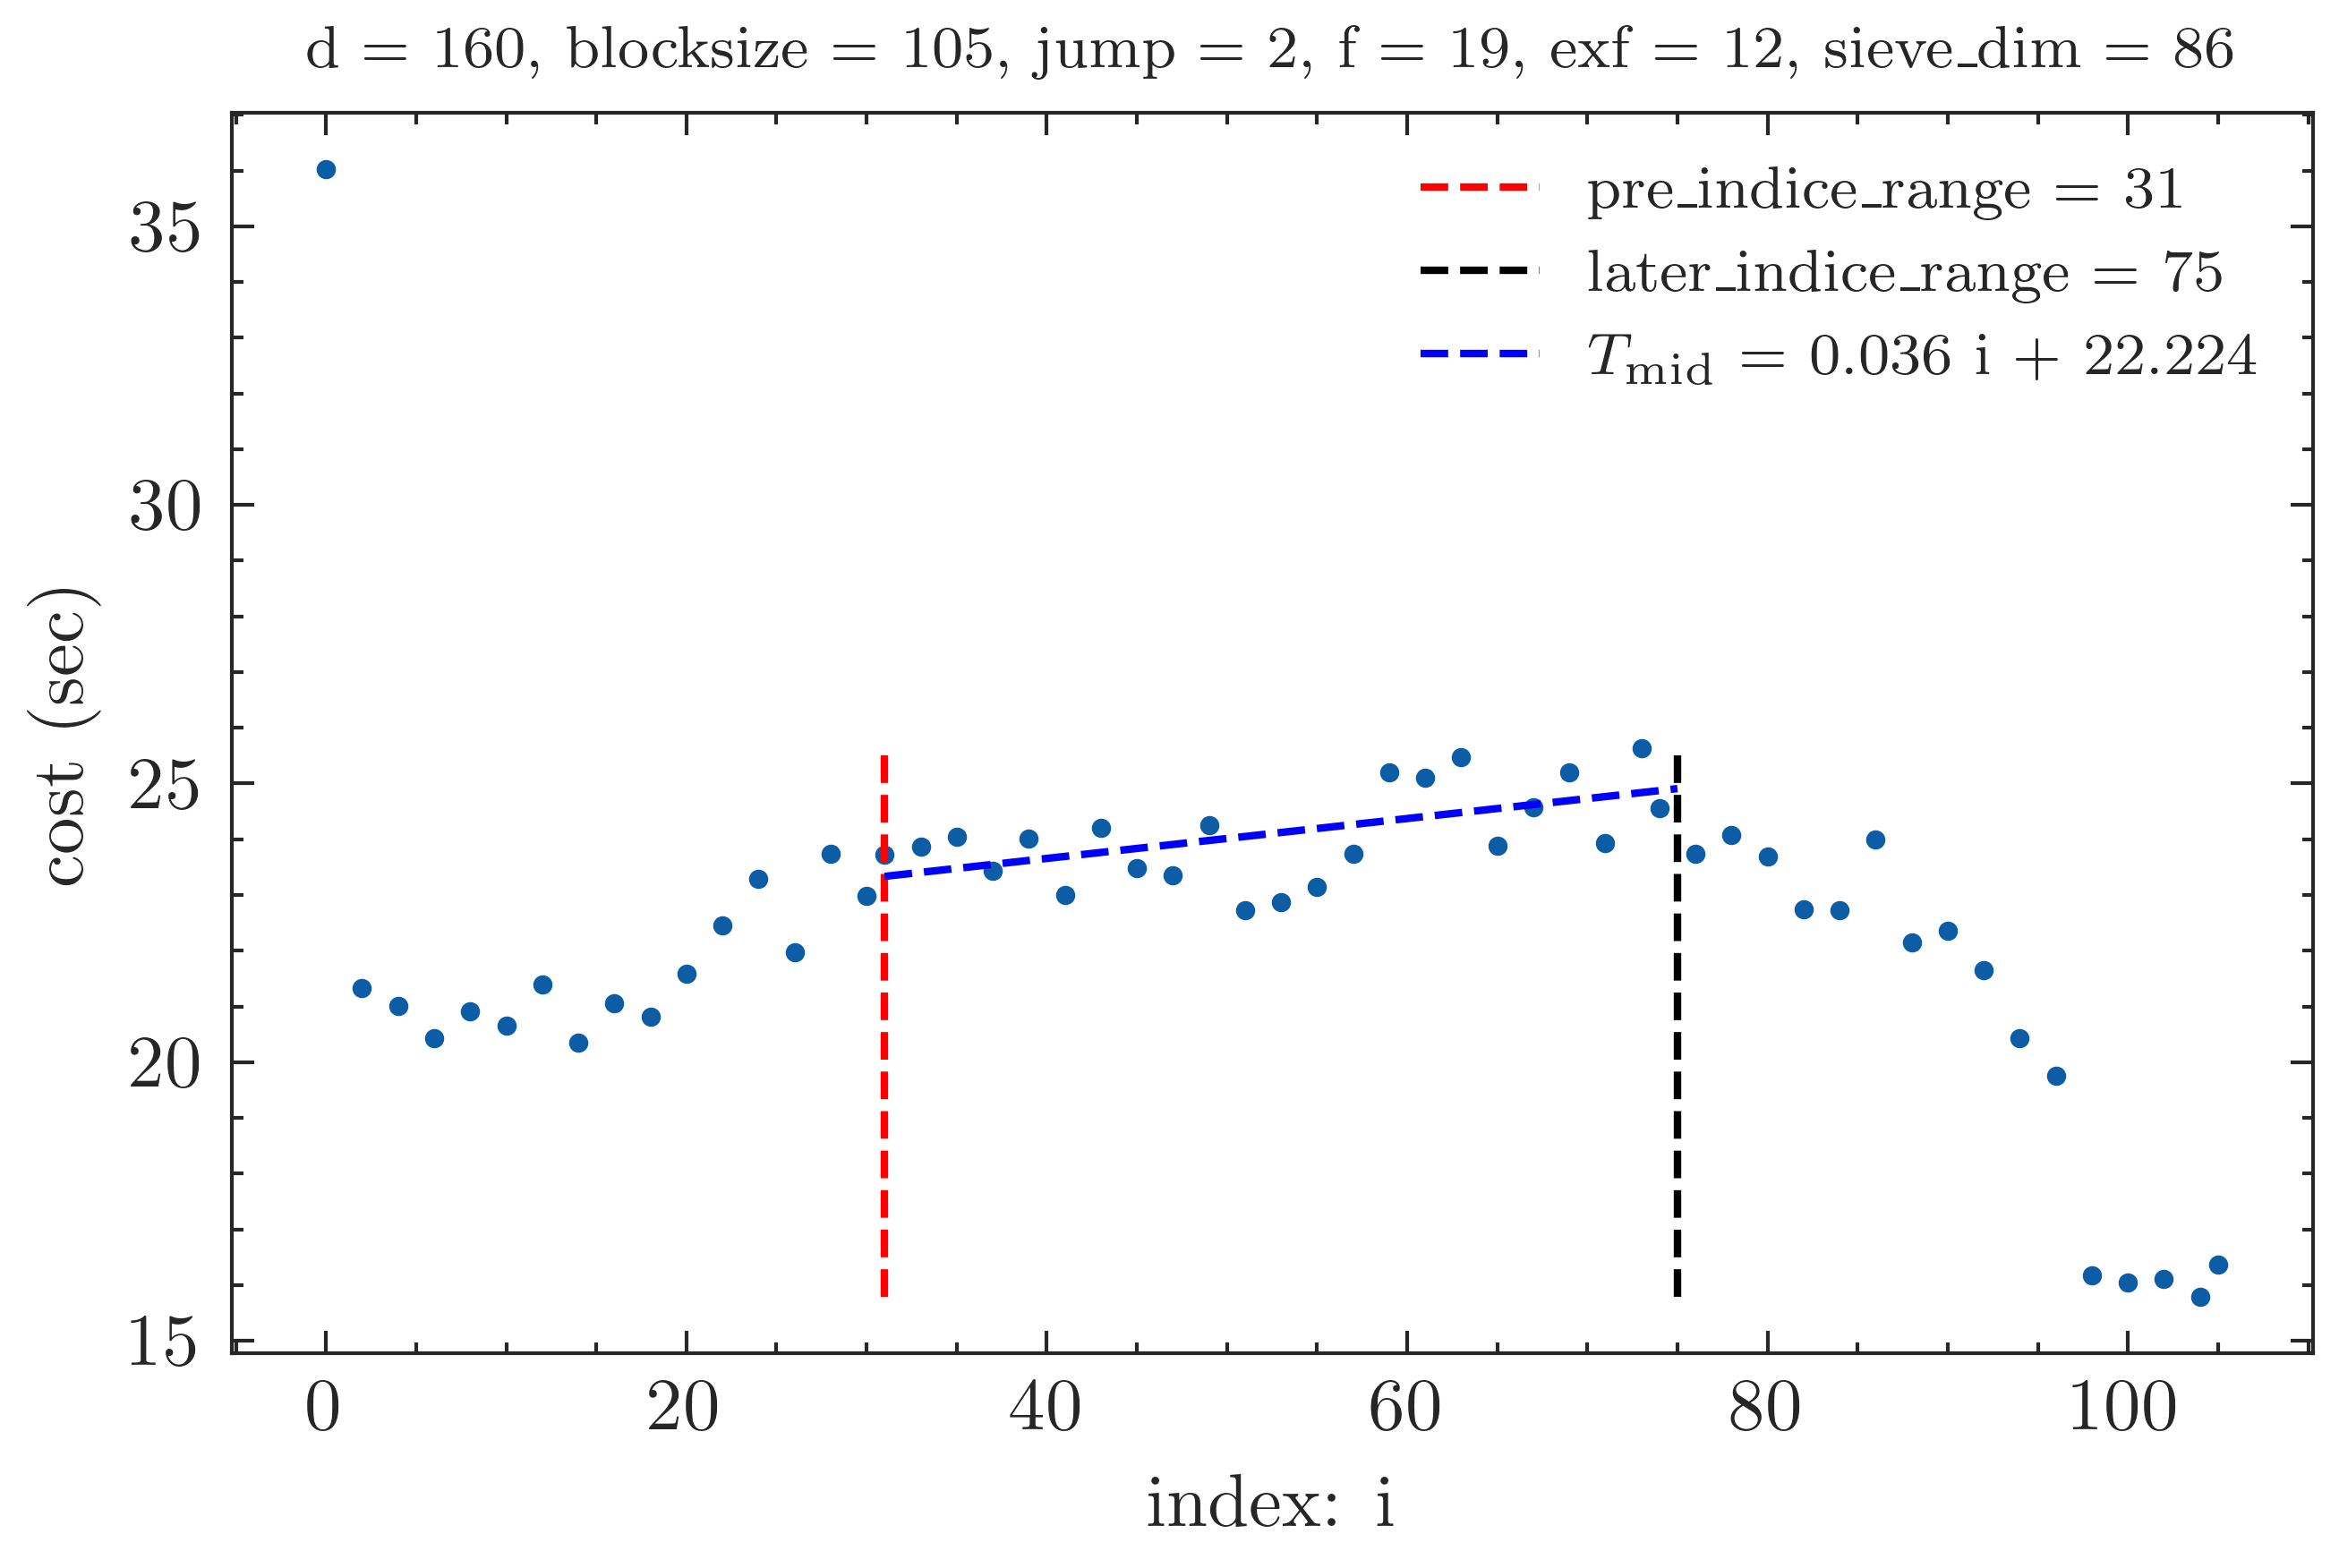 d = 160, blocksize = 105, jump = 2, f = 19, exf = 12, sieve_dim = 86
pre_indice_range = 31
later_indice_range = 75
T_mid = 0.036 i + 22.224
35
30
25
20
15
cost (sec)
0 20 40 60 80 100
index: i